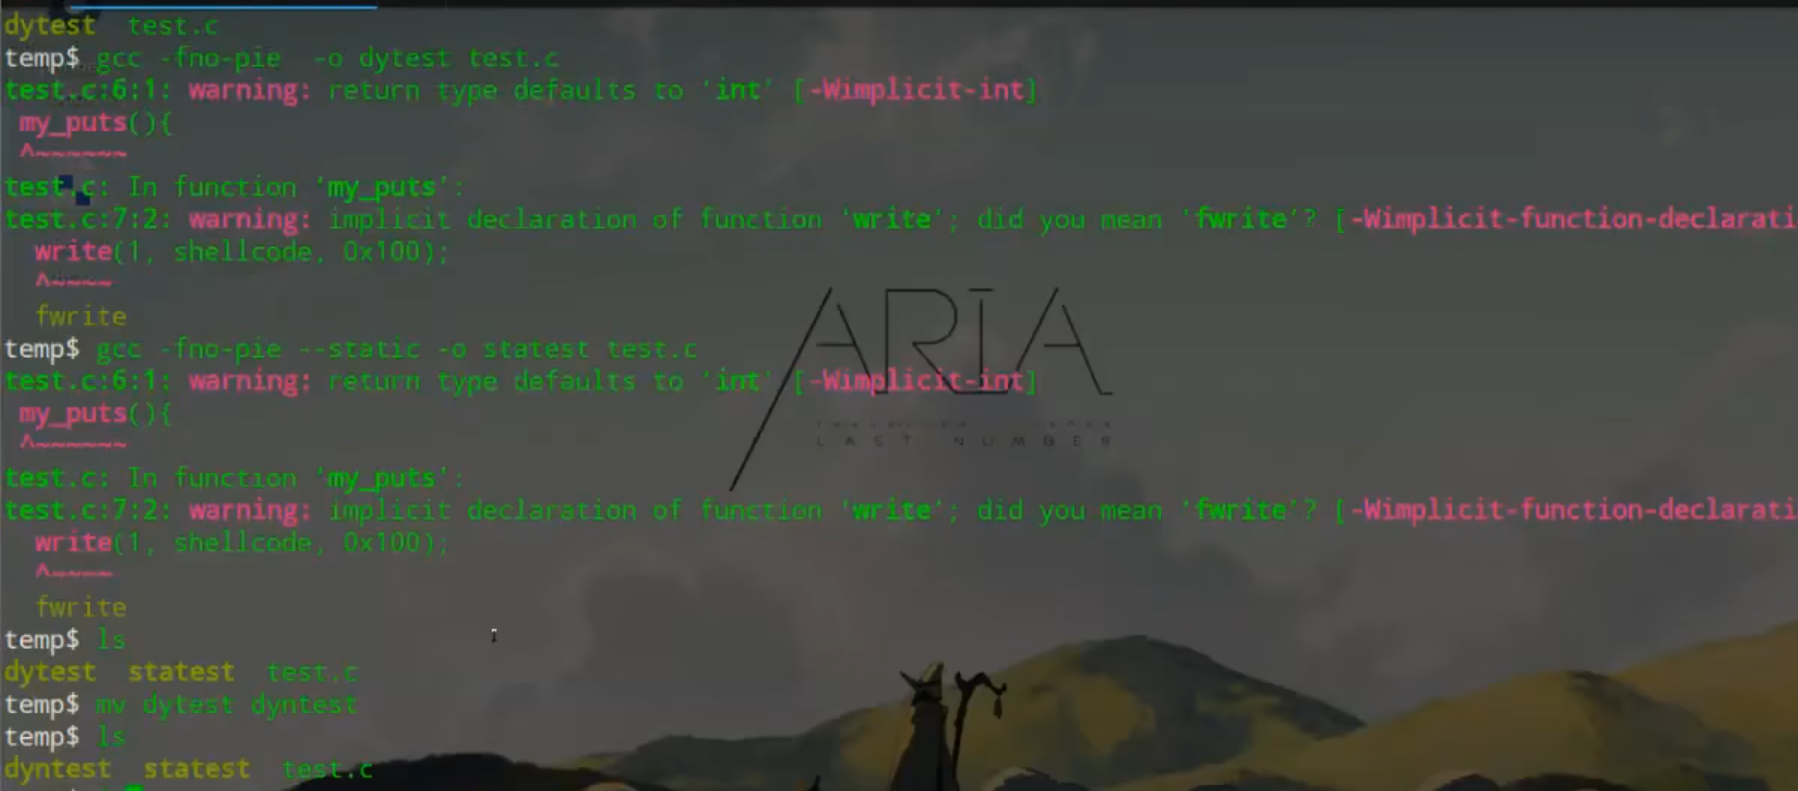 dytest  test.c
temp$ gcc -fno-pie  -o dytest test.c
test.c:6:1: warning: return type defaults to ‘int’ [-Wimplicit-int]
 my_puts(){
 ^~~~~~~
test.c: In function ‘my_puts’:
test.c:7:2: warning: implicit declaration of function ‘write’; did you mean ‘fwrite’? [-Wimplicit-function-declarati
  write(1, shellcode, 0x100);
  ^~~~~
  fwrite
temp$ gcc -fno-pie --static -o statest test.c
test.c:6:1: warning: return type defaults to ‘int’ [-Wimplicit-int]
 my_puts(){
 ^~~~~~~
test.c: In function ‘my_puts’:
test.c:7:2: warning: implicit declaration of function ‘write’; did you mean ‘fwrite’? [-Wimplicit-function-declarati
  write(1, shellcode, 0x100);
  ^~~~~
  fwrite
temp$ ls
dytest  statest  test.c
temp$ mv dytest dyntest
temp$ ls
dyntest  statest  test.c
ARIA
LAST NUMBER